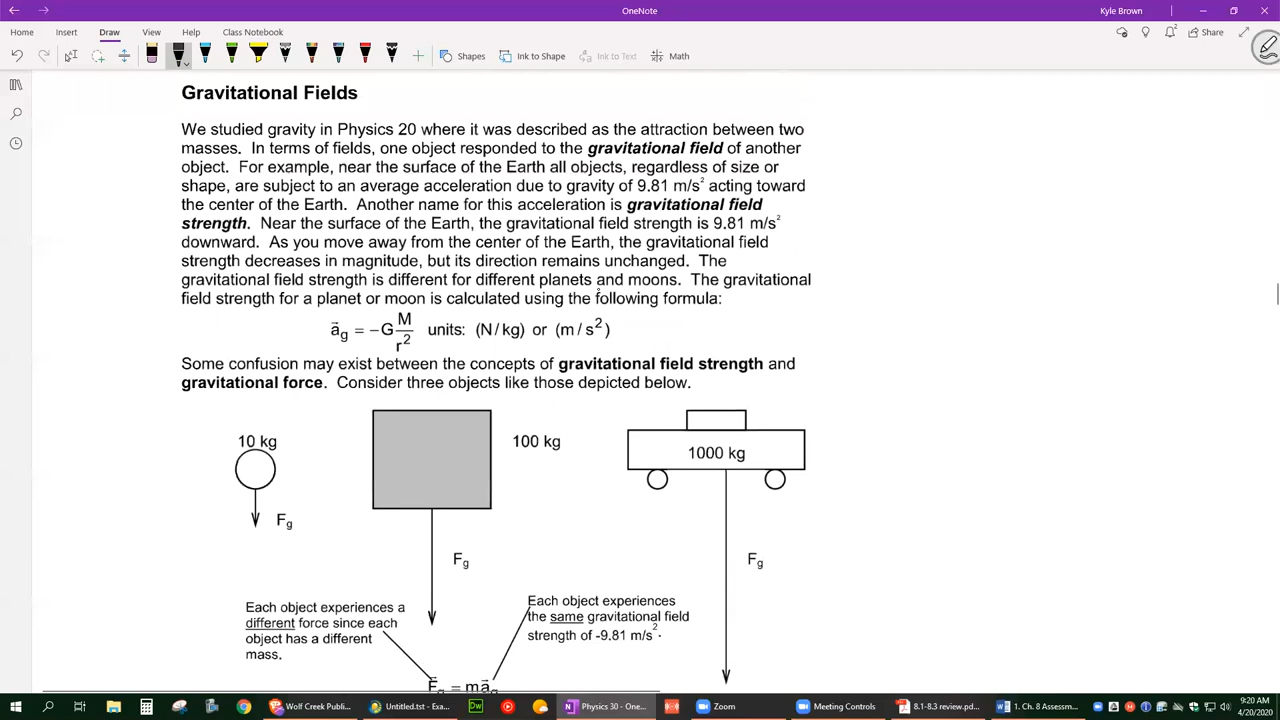 OneNote
Kyle Brown
Home Insert Draw View Help Class Notebook
Share
Shapes Ink to Shape Ink to Text Math
Gravitational Fields
We studied gravity in Physics 20 where it was described as the attraction between two
masses. In terms of fields, one object responded to the gravitational field of another
object. For example, near the surface of the Earth all objects, regardless of size or
shape, are subject to an average acceleration due to gravity of 9.81 m/s² acting toward
the center of the Earth. Another name for this acceleration is gravitational field
strength. Near the surface of the Earth, the gravitational field strength is 9.81 m/s²
downward. As you move away from the center of the Earth, the gravitational field
strength decreases in magnitude, but its direction remains unchanged. The
gravitational field strength is different for different planets and moons. The gravitational
field strength for a planet or moon is calculated using the following formula:
a⃗g = −G M/r² units: (N/kg) or (m/s²)
Some confusion may exist between the concepts of gravitational field strength and
gravitational force. Consider three objects like those depicted below.
10 kg
100 kg
1000 kg
Fg
Fg
Fg
Each object experiences a
different force since each
object has a different
mass.
Each object experiences
the same gravitational field
strength of -9.81 m/s².
F⃗g = ma⃗g
Wolf Creek Publi... Untitled.tst - Exa... Dw Physics 30 - One... Zoom Meeting Controls 8.1-8.3 review.pd... 1. Ch. 8 Assessm...
9:20 AM
4/20/2020